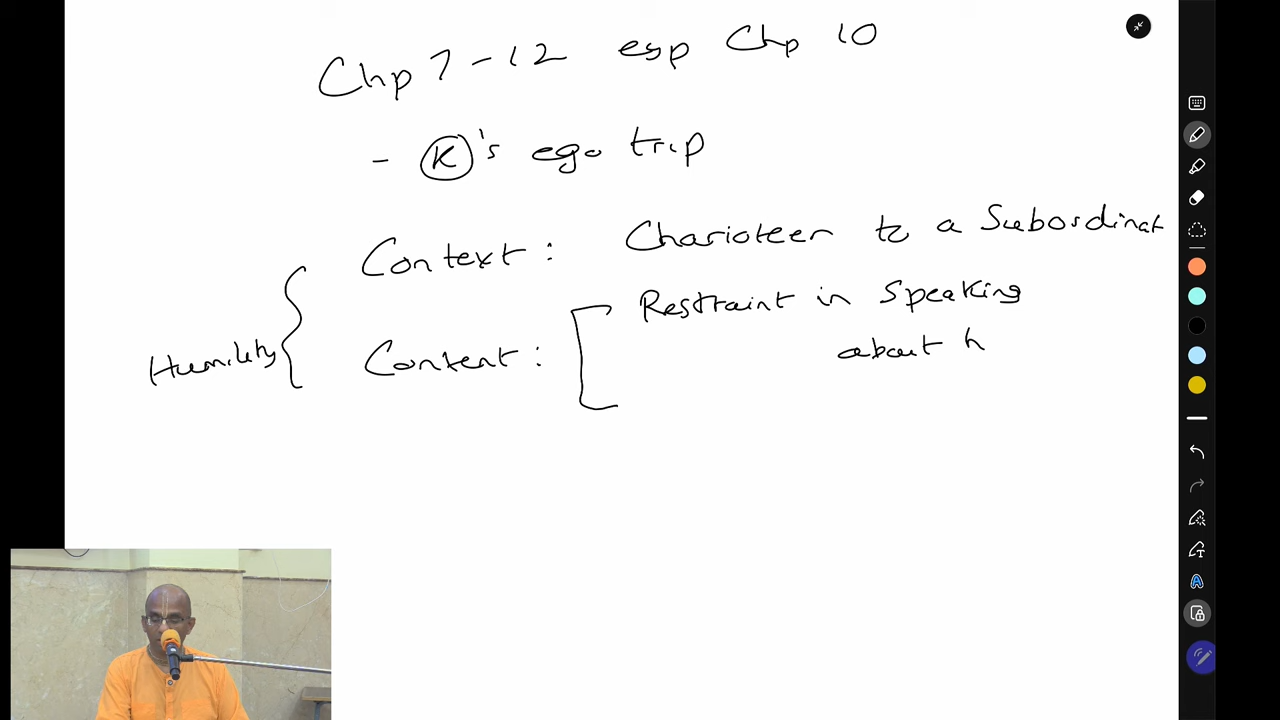 Chp 7-12 esp Chp 10
- K's ego trip
Context: Charioteer to a Subordinat
Humility
Content: Restraint in Speaking
about h